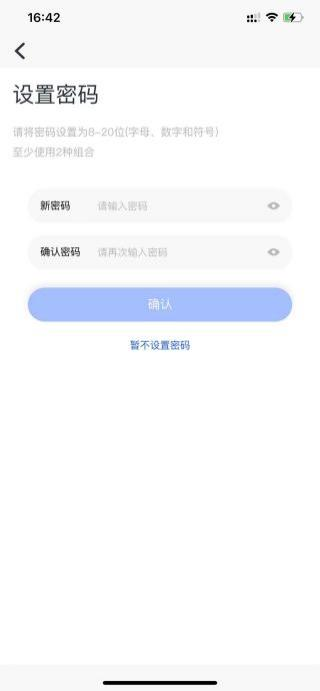 16:42
设置密码
请将密码设置为8-20位(字母、数字和符号)
至少使用2种组合
新密码 请输入密码
确认密码 请再次输入密码
确认
暂不设置密码